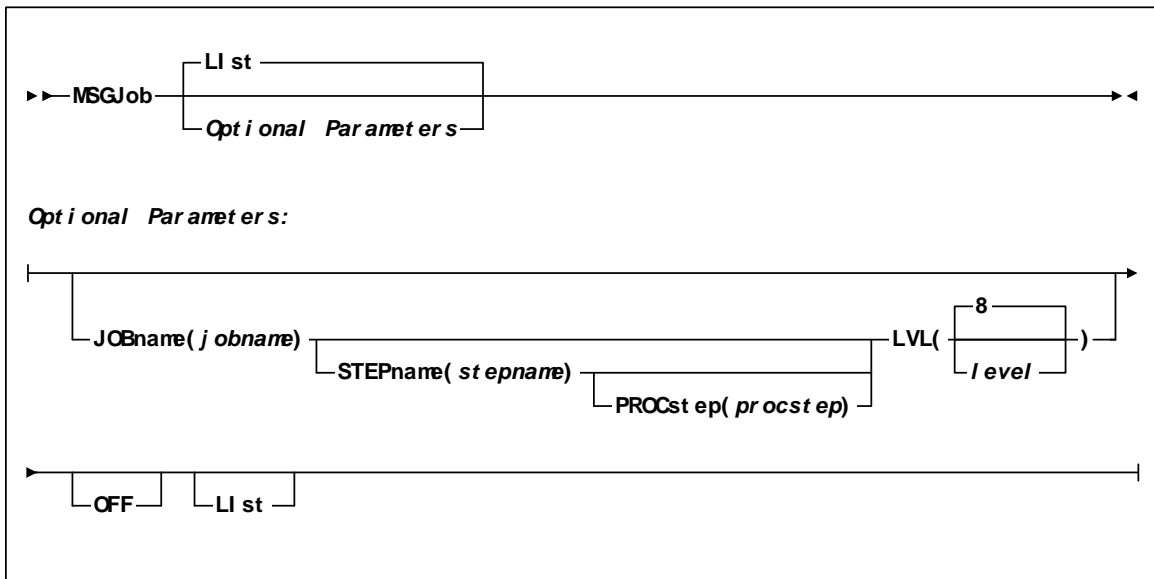 LIst
MSGJob
Optional Parameters
Optional Parameters:
8
JOBname(jobname) LVL( )
STEPname(stepname) level
PROCstep(procstep)
OFF LIst